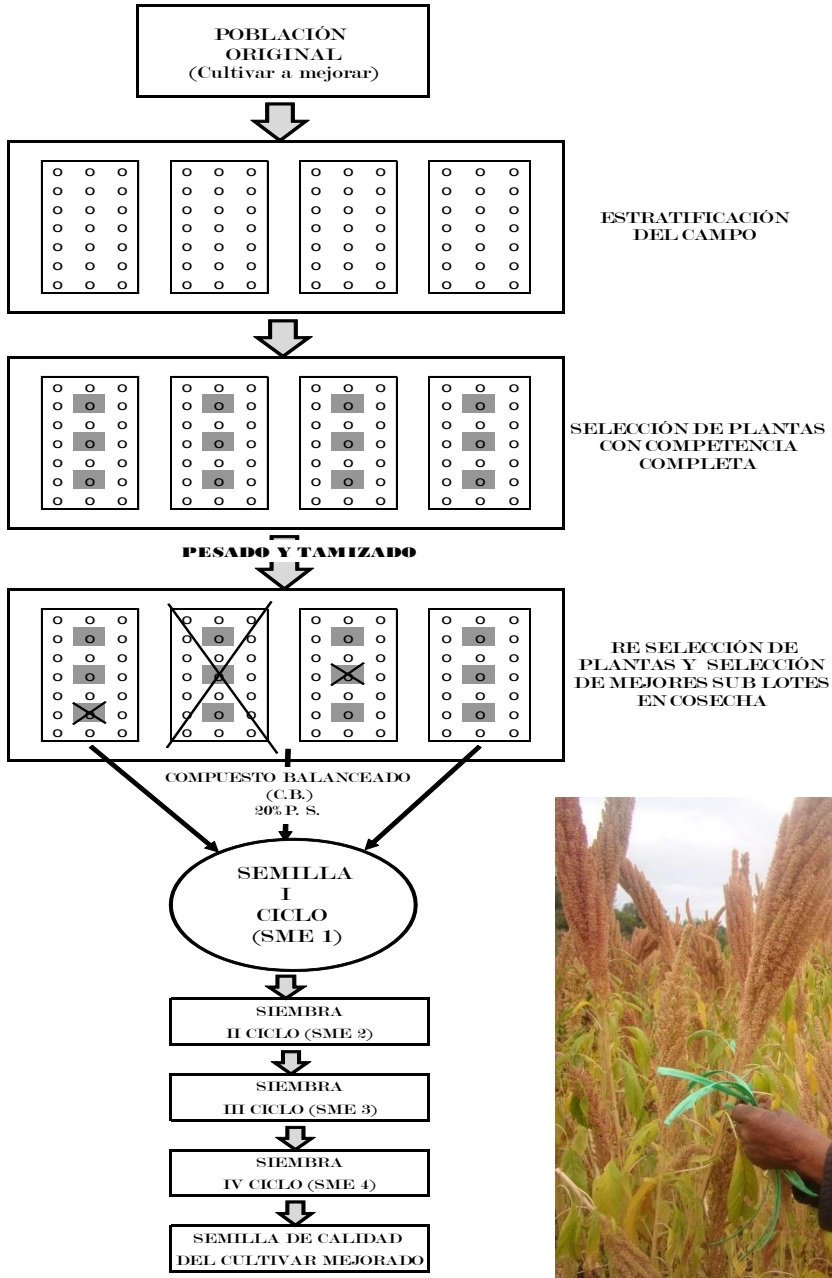 POBLACIÓN
ORIGINAL
(Cultivar a mejorar)
o o o o o o o o o o o o
o o o o o o o o o o o o
o o o o o o o o o o o o
o o o o o o o o o o o o
o o o o o o o o o o o o
o o o o o o o o o o o o
o o o o o o o o o o o o
ESTRATIFICACIÓN
DEL CAMPO
o o o o o o o o o o o o
o o o o o o o o o o o o
o o o o o o o o o o o o
o o o o o o o o o o o o
o o o o o o o o o o o o
o o o o o o o o o o o o
o o o o o o o o o o o o
SELECCIÓN DE PLANTAS
CON COMPETENCIA
COMPLETA
PESADO Y TAMIZADO
o o o o o o o o o o o o
o o o o o o o o o o o o
o o o o o o o o o o o o
o o o o o o o o o o o o
o o o o o o o o o o o o
o o o o o o o o o o o o
o o o o o o o o o o o o
RE SELECCIÓN DE
PLANTAS Y SELECCIÓN
DE MEJORES SUB LOTES
EN COSECHA
COMPUESTO BALANCEADO
(C.B.)
20% P. S.
SEMILLA
I
CICLO
(SME 1)
SIEMBRA
II CICLO (SME 2)
SIEMBRA
III CICLO (SME 3)
SIEMBRA
IV CICLO (SME 4)
SEMILLA DE CALIDAD
DEL CULTIVAR MEJORADO